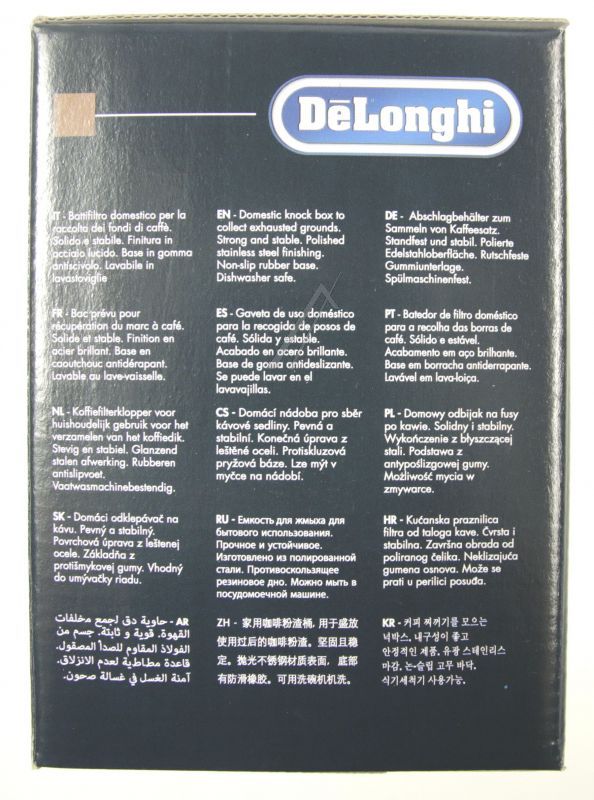 DēLonghi
IT - Battifiltro domestico per la
raccolta dei fondi di caffè.
Solido e stabile. Finitura in
acciaio lucido. Base in gomma
antiscivolo. Lavabile in
lavastoviglie
EN - Domestic knock box to
collect exhausted grounds.
Strong and stable. Polished
stainless steel finishing.
Non-slip rubber base.
Dishwasher safe.
DE - Abschlagbehälter zum
Sammeln von Kaffeesatz.
Standfest und stabil. Polierte
Edelstahloberfläche. Rutschfeste
Gummiunterlage.
Spülmaschinenfest.
FR - Bac prévu pour
récupération du marc à café.
Solide et stable. Finition en
acier brillant. Base en
caoutchouc antidérapant.
Lavable au lave-vaisselle.
ES - Gaveta de uso doméstico
para la recogida de posos de
café. Sólida y estable.
Acabado en acero brillante.
Base de goma antideslizante.
Se puede lavar en el
lavavajillas.
PT - Batedor de filtro doméstico
para a recolha das borras de
café. Sólido e estável.
Acabamento em aço brilhante.
Base em borracha antiderrapante.
Lavável em lava-loiça.
NL - Koffiefilterklopper voor
huishoudelijk gebruik voor het
verzamelen van het koffiedik.
Stevig en stabiel. Glanzend
stalen afwerking. Rubberen
antislipvoet.
Vaatwasmachinebestendig.
CS - Domácí nádoba pro sběr
kávové sedliny. Pevná a
stabilní. Konečná úprava z
leštěné oceli. Protiskluzová
pryžová báze. Lze mýt v
myčce na nádobí.
PL - Domowy odbijak na fusy
po kawie. Solidny i stabilny.
Wykończenie z błyszczącej
stali. Podstawa z
antypoślizgowej gumy.
Możliwość mycia w
zmywarce.
SK - Domáci odklepávač na
kávu. Pevný a stabilný.
Povrchová úprava z leštenej
ocele. Základňa z
protišmykovej gumy. Vhodný
do umývačky riadu.
RU - Емкость для жмыха для
бытового использования.
Прочное и устойчивое.
Изготовлено из полированной
стали. Противоскользящее
резиновое дно. Можно мыть в
посудомоечной машине.
HR - Kućanska praznilica
filtra od taloga kave. Čvrsta i
stabilna. Završna obrada od
poliranog čelika. Neklizajuća
gumena osnova. Može se
prati u perilici posuđa.
AR - حاوية دق لجمع مخلفات
القهوة. قوية و ثابتة. جسم من
الفولاذ المقاوم للصدأ المصقول.
قاعدة مطاطية لعدم الانزلاق.
آمنة الغسل في غسالة صحون.
ZH - 家用咖啡粉渣桶, 用于盛放
使用过后的咖啡粉渣。坚固且稳
定。抛光不锈钢材质表面, 底部
有防滑橡胶。可用洗碗机机洗。
KR - 커피 찌꺼기를 모으는
넉박스. 내구성이 좋고
안정적인 제품. 유광 스테인리스
마감. 논-슬립 고무 바닥.
식기세척기 사용가능.